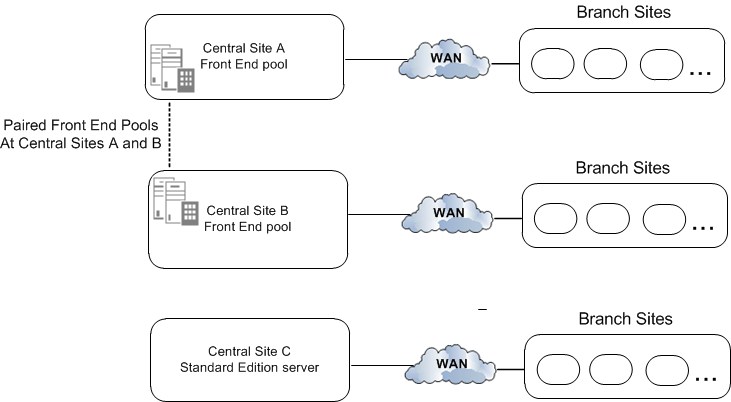 Branch Sites
Central Site A
Front End pool
WAN
...
Paired Front End Pools
At Central Sites A and B
Branch Sites
Central Site B
Front End pool
WAN
...
Branch Sites
Central Site C
Standard Edition server
WAN
...